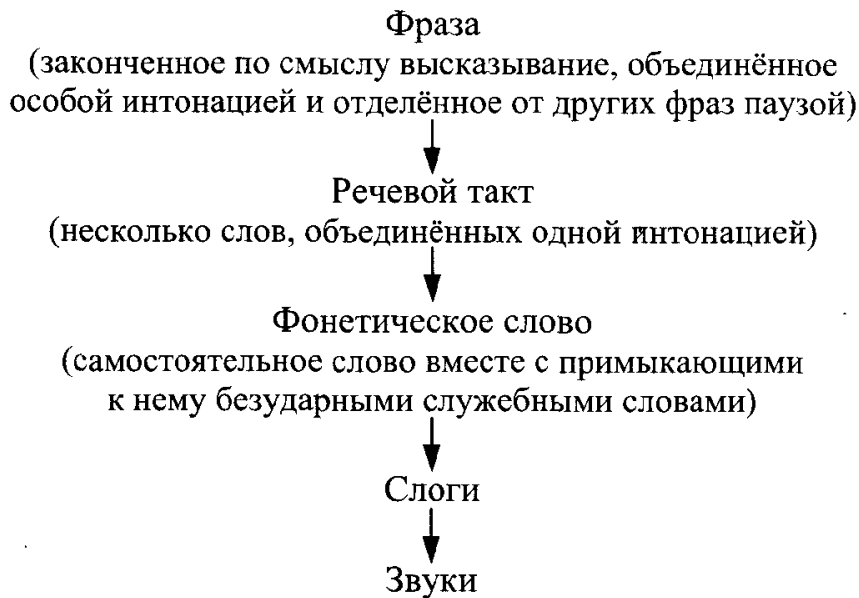 Фраза
(законченное по смыслу высказывание, объединённое
особой интонацией и отделённое от других фраз паузой)
Речевой такт
(несколько слов, объединённых одной интонацией)
Фонетическое слово
(самостоятельное слово вместе с примыкающими
к нему безударными служебными словами)
Слоги
Звуки